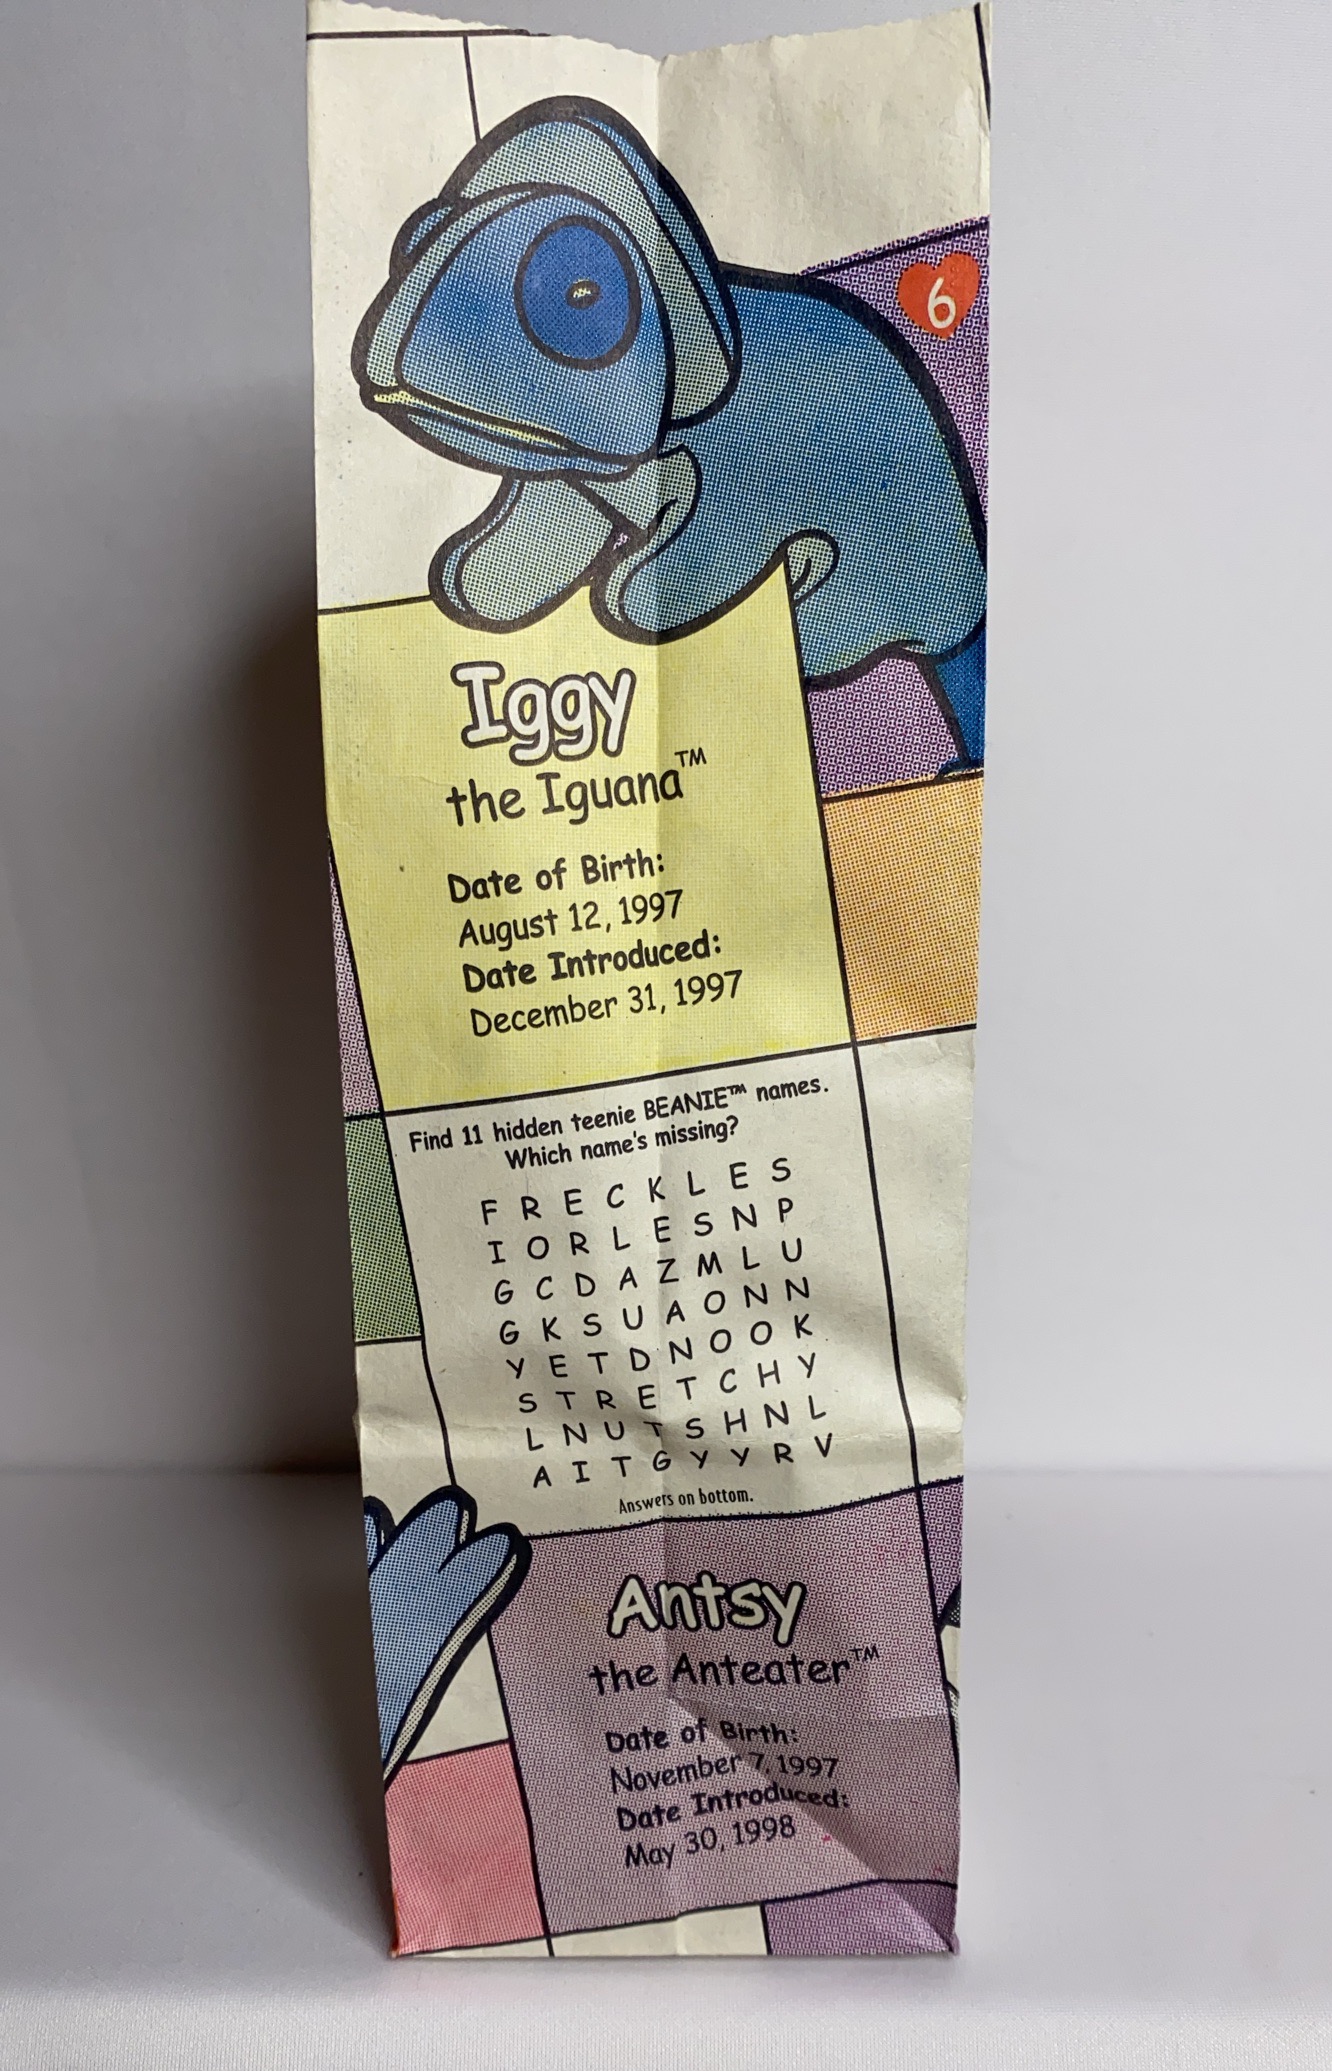 6
Iggy
the Iguana™
Date of Birth:
August 12, 1997
Date Introduced:
December 31, 1997
Find 11 hidden teenie BEANIE™ names.
Which name's missing?
F R E C K L E S
I O R L E S N P
G C D A Z M L U
G K S U A O N N
Y E T D N O O K
S T R E T C H Y
L N U T S H N L
A I T G Y Y R V
Answers on bottom.
Antsy
the Anteater™
Date of Birth:
November 7, 1997
Date Introduced:
May 30, 1998